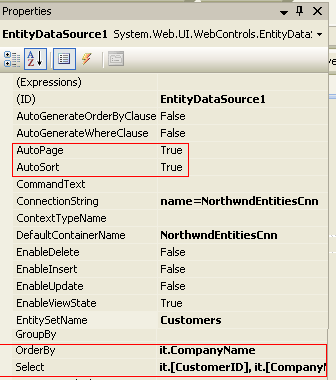 Properties
EntityDataSource1 System.Web.UI.WebControls.EntityDataS
(Expressions)
(ID) EntityDataSource1
AutoGenerateOrderByClause False
AutoGenerateWhereClause False
AutoPage True
AutoSort True
CommandText
ConnectionString name=NorthwndEntitiesCnn
ContextTypeName
DefaultContainerName NorthwndEntitiesCnn
EnableDelete False
EnableInsert False
EnableUpdate False
EnableViewState True
EntitySetName Customers
GroupBy
OrderBy it.CompanyName
Select it.[CustomerID], it.[CompanyN